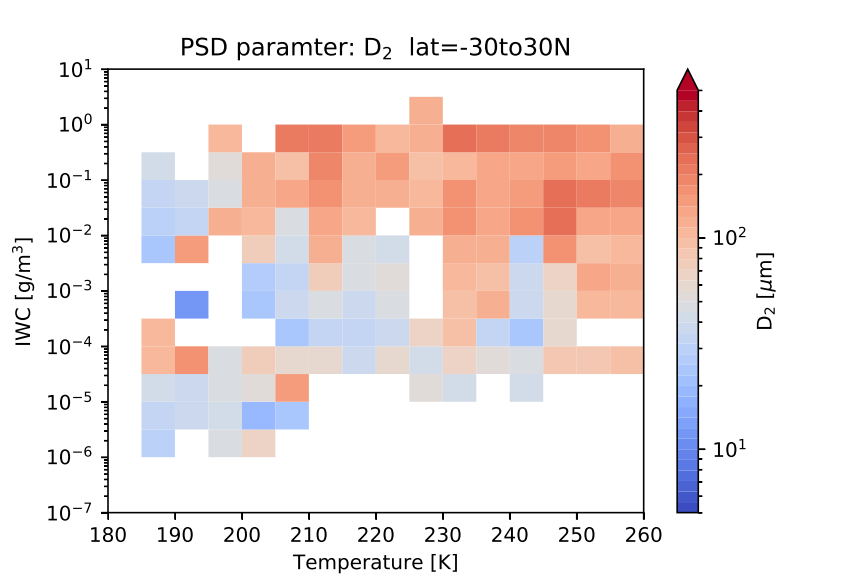 PSD paramter: D₂ lat=-30to30N
10¹
10⁰
10⁻¹
10⁻²
10⁻³
10⁻⁴
10⁻⁵
10⁻⁶
10⁻⁷
IWC [g/m³]
180 190 200 210 220 230 240 250 260
Temperature [K]
10²
10¹
D₂ [μm]